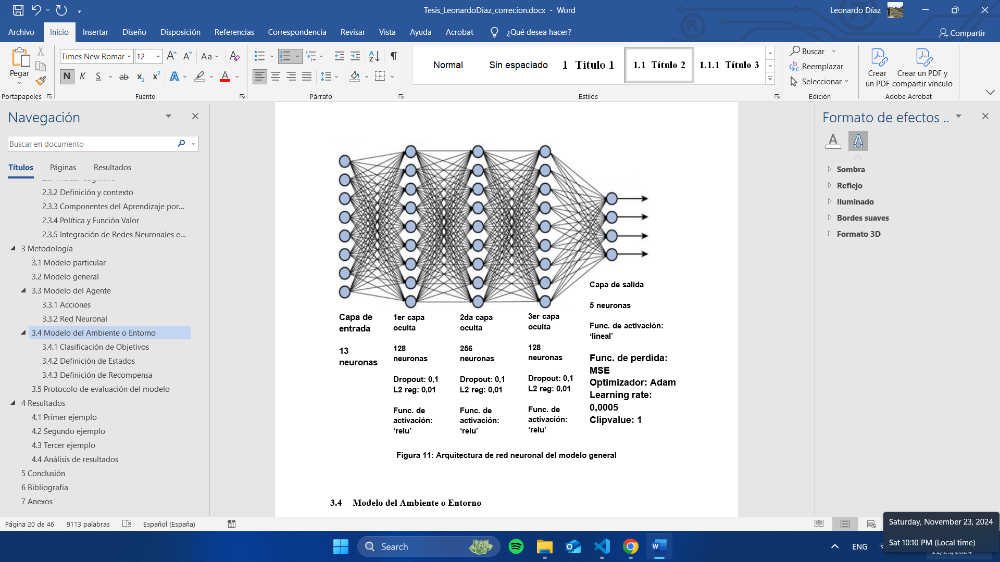 Tesis_LeonardoDiaz_correcion.docx - Word
Leonardo Díaz
Archivo
Inicio
Insertar
Diseño
Disposición
Referencias
Correspondencia
Revisar
Vista
Ayuda
Acrobat
¿Qué desea hacer?
Compartir
Pegar
Portapapeles
Times New Romar
12
Aa
N K S ab x₂ x²
Fuente
Párrafo
Normal
Sin espaciado
1 Título 1
1.1 Título 2
1.1.1 Título 3
Estilos
Buscar
Reemplazar
Seleccionar
Edición
Crear
un PDF
Crear un PDF y
compartir vínculo
Adobe Acrobat
Navegación
Buscar en documento
Títulos
Páginas
Resultados
2.3.2 Definición y contexto
2.3.3 Componentes del Aprendizaje por...
2.3.4 Política y Función Valor
2.3.5 Integración de Redes Neuronales e...
3 Metodología
3.1 Modelo particular
3.2 Modelo general
3.3 Modelo del Agente
3.3.1 Acciones
3.3.2 Red Neuronal
3.4 Modelo del Ambiente o Entorno
3.4.1 Clasificación de Objetivos
3.4.2 Definición de Estados
3.4.3 Definición de Recompensa
3.5 Protocolo de evaluación del modelo
4 Resultados
4.1 Primer ejemplo
4.2 Segundo ejemplo
4.3 Tercer ejemplo
4.4 Análisis de resultados
5 Conclusión
6 Bibliografia
7 Anexos
Capa de
entrada
13
neuronas
1er capa
oculta
128
neuronas
Dropout: 0,1
L2 reg: 0,01
Func. de
activación:
‘relu’
2da capa
oculta
256
neuronas
Dropout: 0,1
L2 reg: 0,01
Func. de
activación:
‘relu’
3er capa
oculta
128
neuronas
Dropout: 0,1
L2 reg: 0,01
Func. de
activación:
‘relu’
Capa de salida
5 neuronas
Func. de activación:
‘lineal’
Func. de perdida:
MSE
Optimizador: Adam
Learning rate:
0,0005
Clipvalue: 1
Figura 11: Arquitectura de red neuronal del modelo general
3.4 Modelo del Ambiente o Entorno
Formato de efectos ..
Sombra
Reflejo
Iluminado
Bordes suaves
Formato 3D
Página 20 de 46
9113 palabras
Español (España)
Saturday, November 23, 2024
Sat 10:10 PM (Local time)
Search
ENG